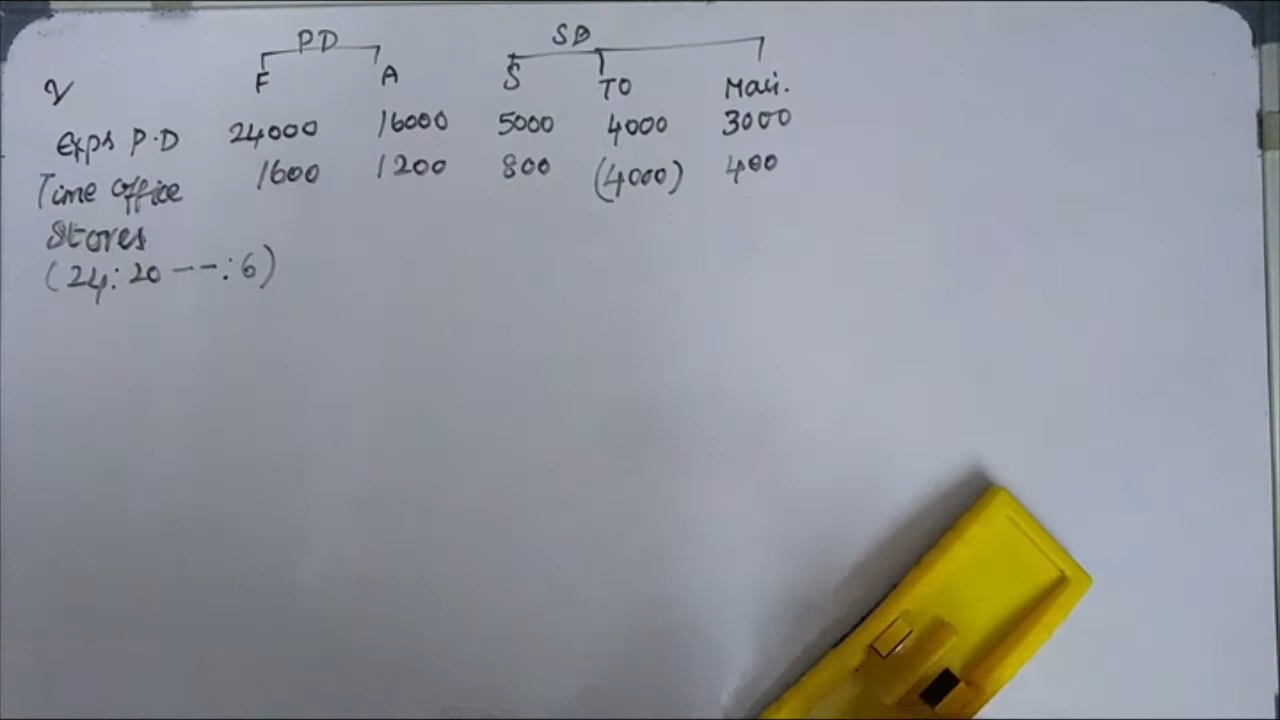 PD SD
F A S TO Maci.
Exps P.D 24000 16000 5000 4000 3000
Time office 1600 1200 800 (4000) 400
Stores
(24:20 --:6)